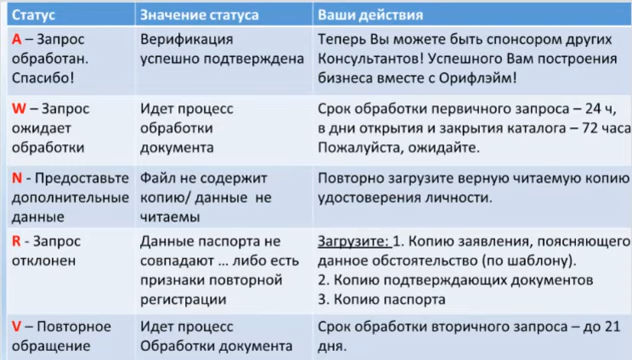 Статус Значение статуса Ваши действия
А – Запрос Верификация Теперь Вы можете быть спонсором других
обработан. успешно подтверждена Консультантов! Успешного Вам построения
Спасибо! бизнеса вместе с Орифлэйм!
W – Запрос Идет процесс Срок обработки первичного запроса – 24 ч,
ожидает обработки в дни открытия и закрытия каталога – 72 часа
обработки документа Пожалуйста, ожидайте.
N - Предоставьте Файл не содержит Повторно загрузите верную читаемую копию
дополнительные копию/ данные не удостоверения личности.
данные читаемы
R - Запрос Данные паспорта не Загрузите: 1. Копию заявления, поясняющего
отклонен совпадают ... либо есть данное обстоятельство (по шаблону).
признаки повторной 2. Копию подтверждающих документов
регистрации 3. Копию паспорта
V – Повторное Идет процесс Срок обработки вторичного запроса – до 21
обращение Обработки документа дня.